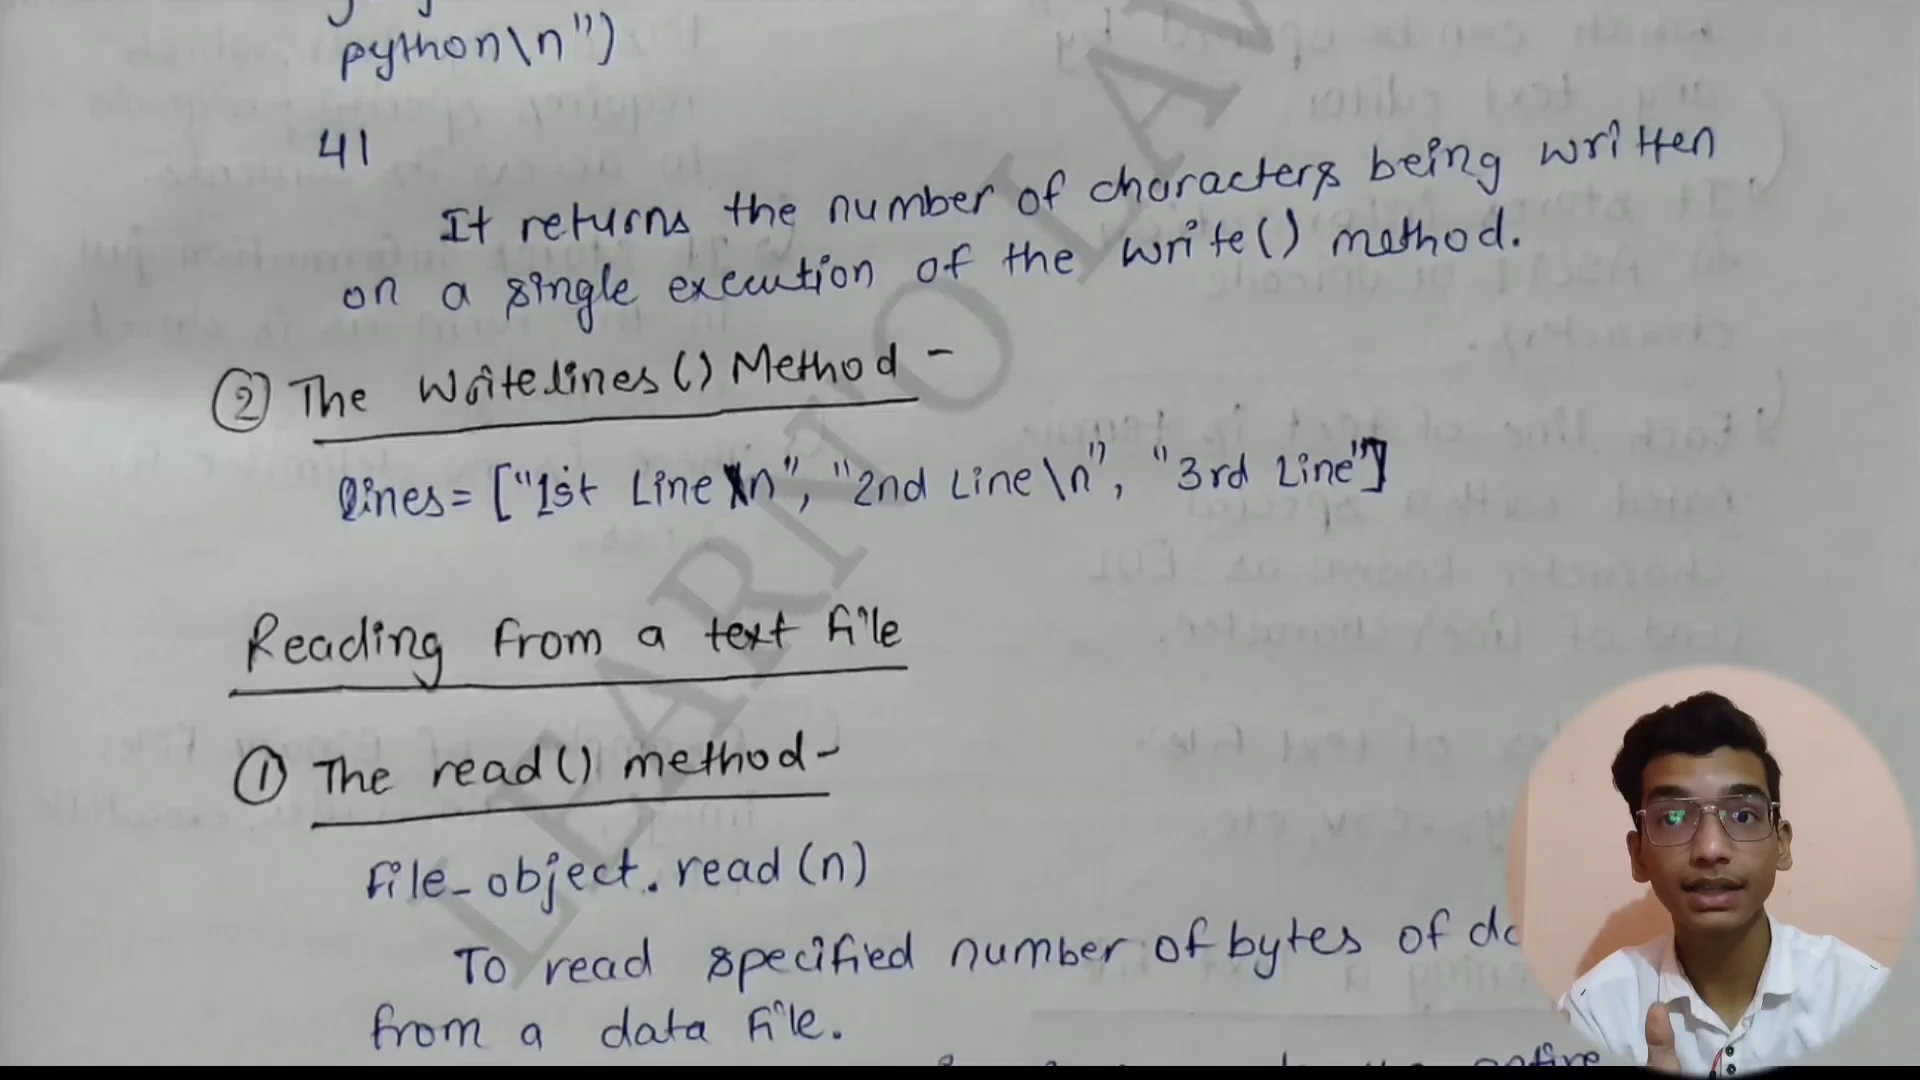 python\n")
41
It returns the number of characters being written
on a single execution of the write() method.
② The Writelines() Method -
lines= ["1st Line\n", "2nd Line\n", "3rd Line"]
Reading from a text file
① The read() method-
file_object.read(n)
To read specified number of bytes of
from a data file.
LEARN'O LAW